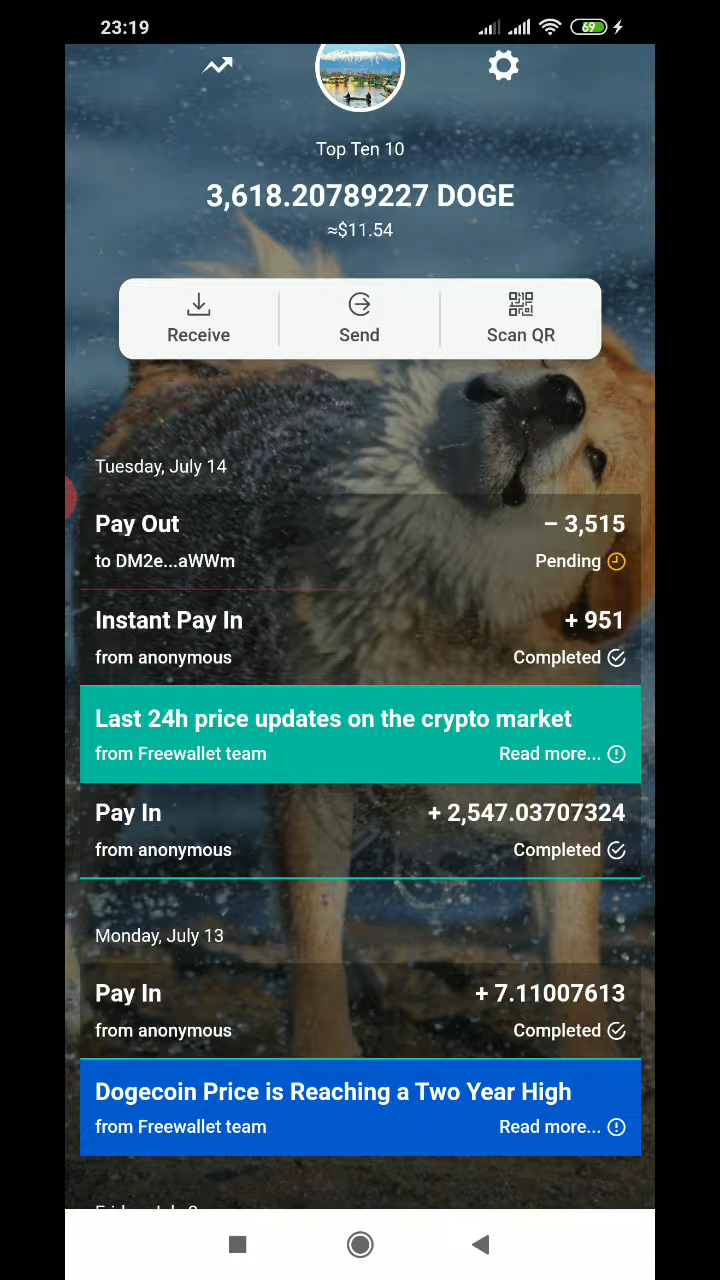 23:19
69
Top Ten 10
3,618.20789227 DOGE
≈$11.54
Receive
Send
Scan QR
Tuesday, July 14
Pay Out
– 3,515
to DM2e...aWWm
Pending
Instant Pay In
+ 951
from anonymous
Completed
Last 24h price updates on the crypto market
from Freewallet team
Read more...
Pay In
+ 2,547.03707324
from anonymous
Completed
Monday, July 13
Pay In
+ 7.11007613
from anonymous
Completed
Dogecoin Price is Reaching a Two Year High
from Freewallet team
Read more...